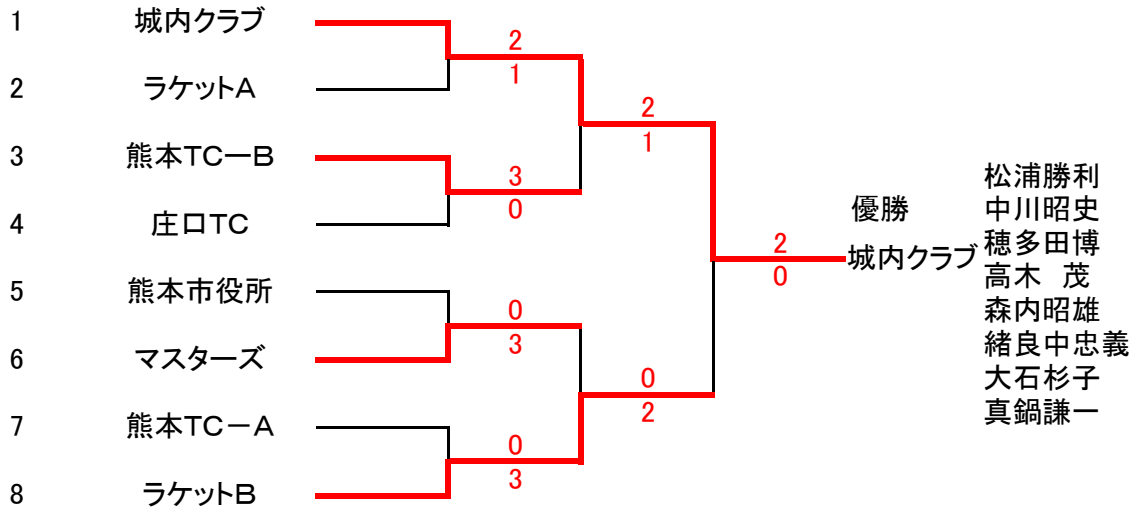 1 城内クラブ
2
1
2 ラケットA
2
1
3 熊本TCーB
3
0
4 庄口TC
優勝
城内クラブ
2
0
松浦勝利
中川昭史
穂多田博
高木 茂
森内昭雄
緒良中忠義
大石杉子
真鍋謙一
5 熊本市役所
0
3
6 マスターズ
0
2
7 熊本TC－A
0
3
8 ラケットB